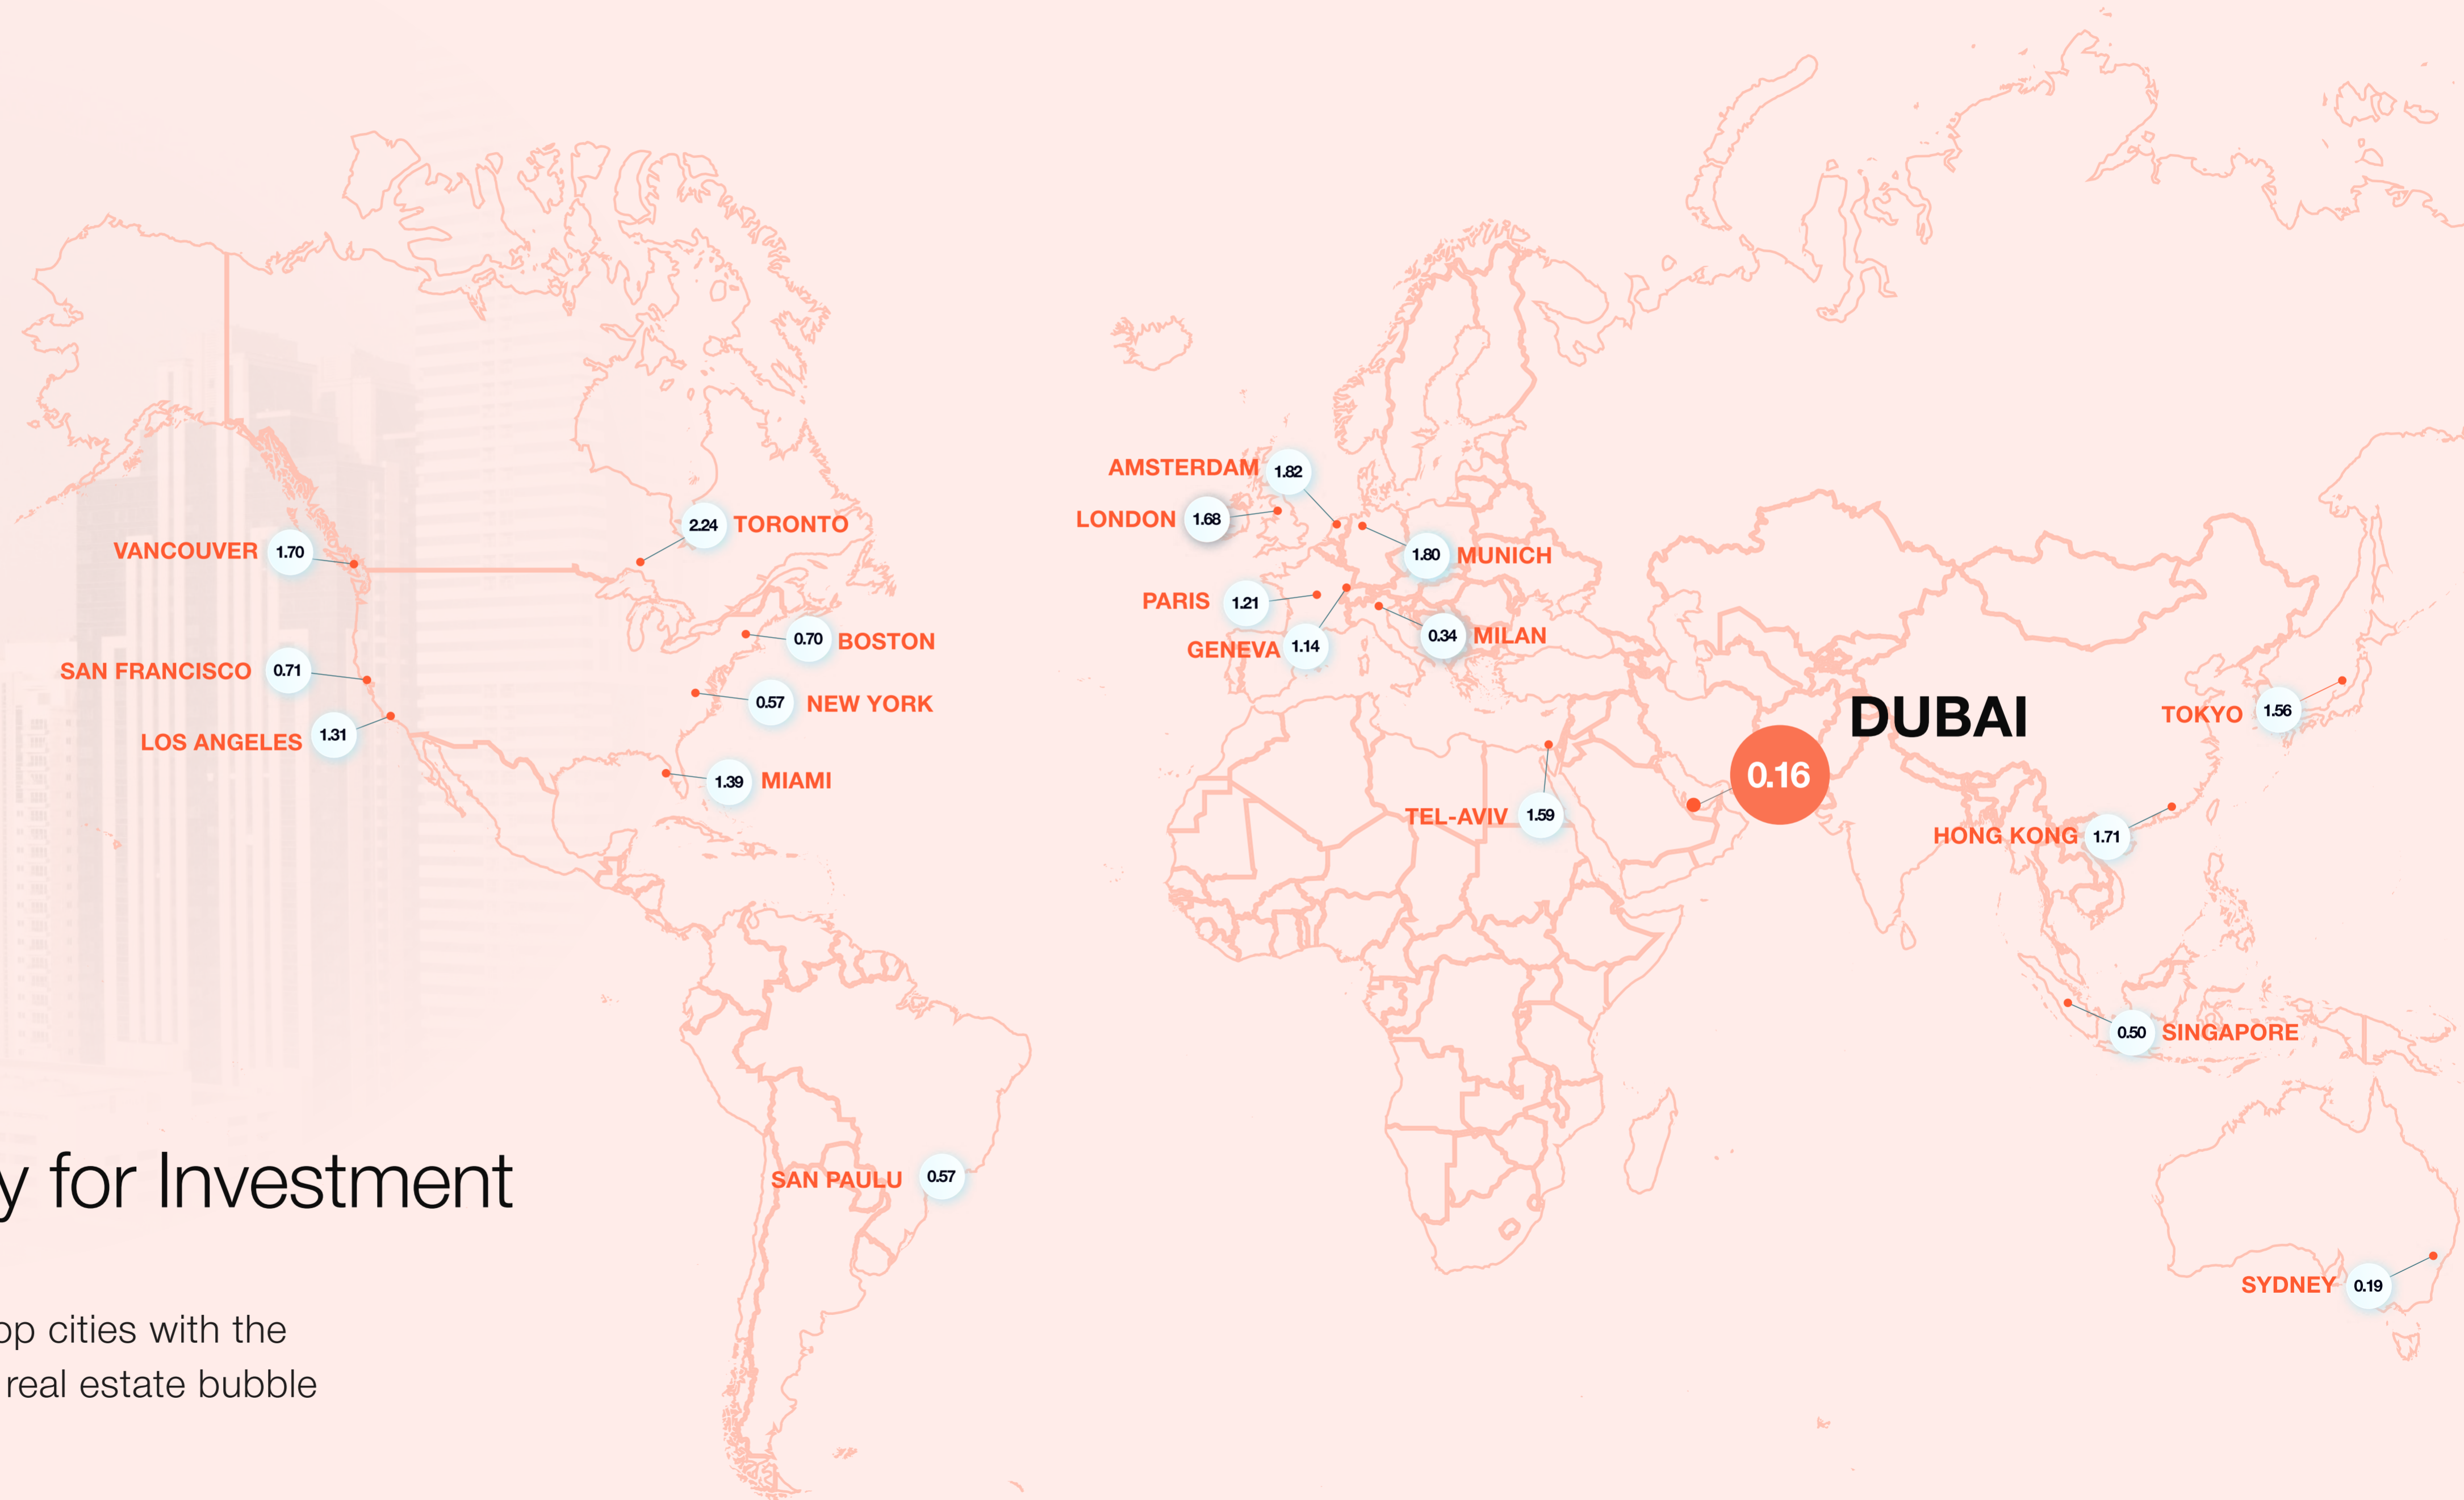 AMSTERDAM 1.82
LONDON 1.68
2.24 TORONTO
VANCOUVER 1.70
1.80 MUNICH
PARIS 1.21
GENEVA 1.14
0.34 MILAN
0.70 BOSTON
SAN FRANCISCO 0.71
0.57 NEW YORK
LOS ANGELES 1.31
1.39 MIAMI
DUBAI
0.16
TOKYO 1.56
TEL-AVIV 1.59
HONG KONG 1.71
0.50 SINGAPORE
SAN PAULU 0.57
SYDNEY 0.19
y for Investment
op cities with the
real estate bubble